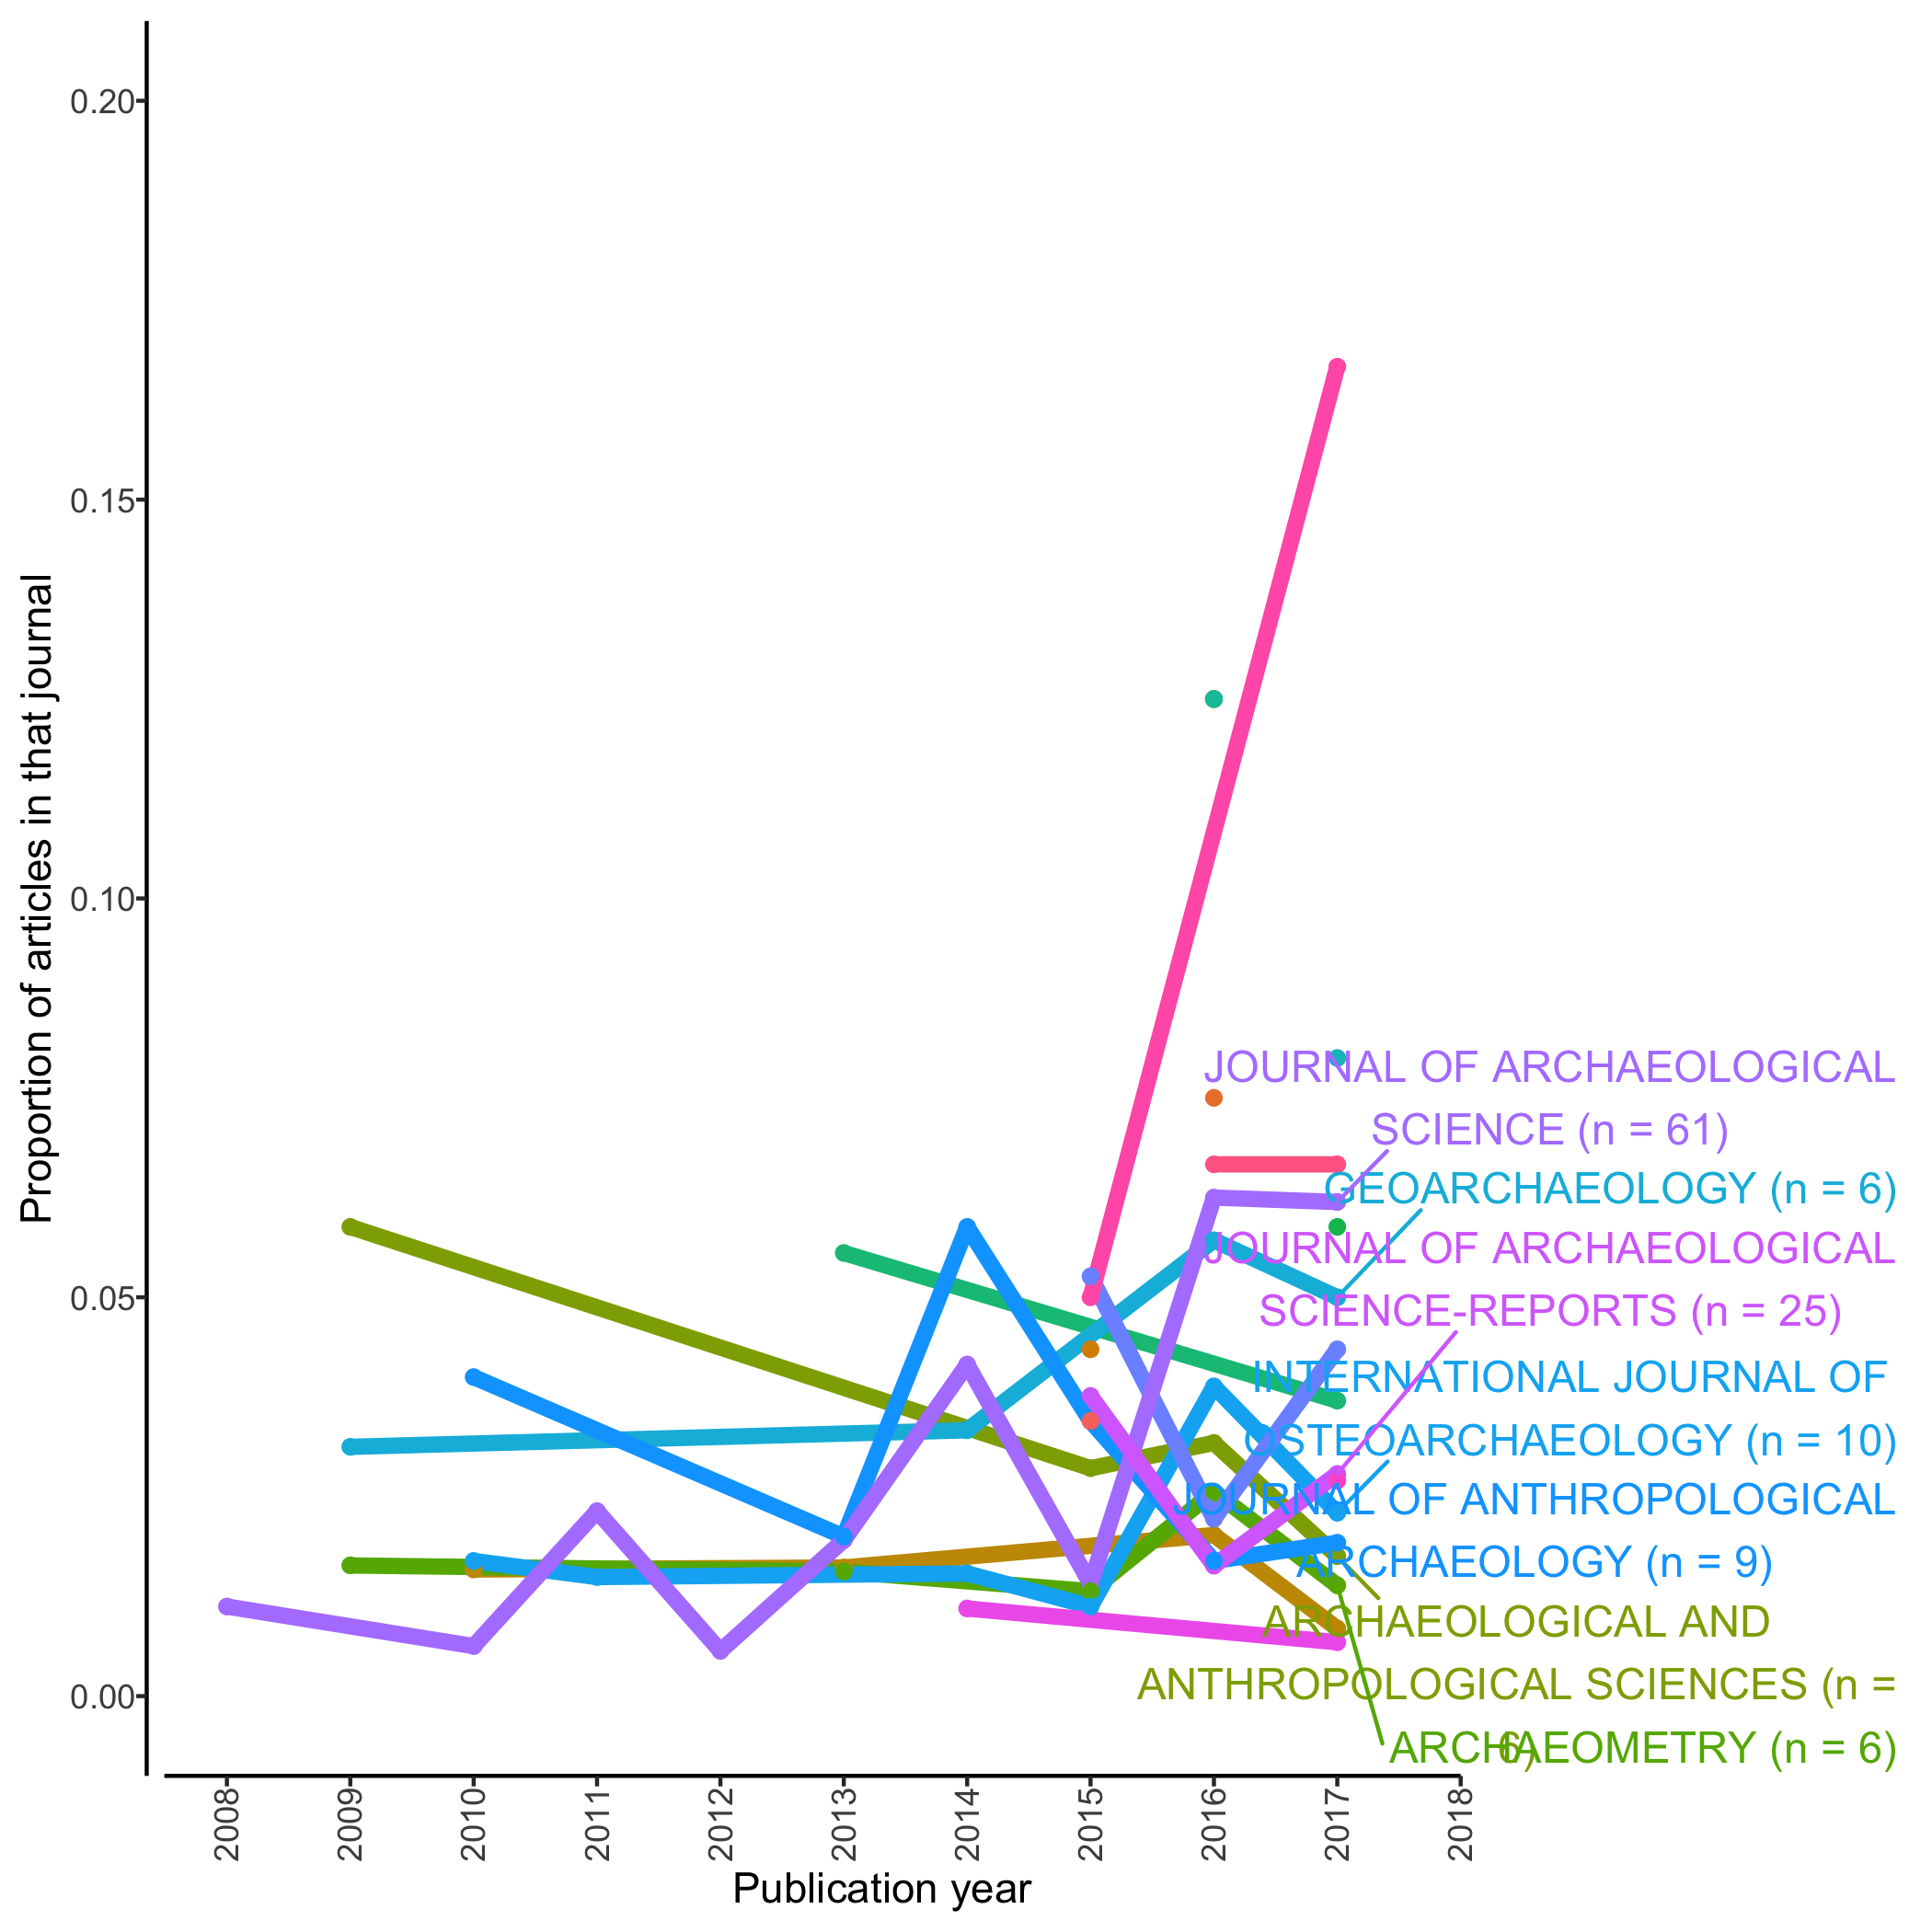 Proportion of articles in that journal
0.20
0.15
0.10
0.05
0.00
JOURNAL OF ARCHAEOLOGICAL
SCIENCE (n = 61)
GEOARCHAEOLOGY (n = 6)
JOURNAL OF ARCHAEOLOGICAL
SCIENCE-REPORTS (n = 25)
INTERNATIONAL JOURNAL OF
OSTEOARCHAEOLOGY (n = 10)
JOURNAL OF ANTHROPOLOGICAL
ARCHAEOLOGY (n = 9)
ARCHAEOLOGICAL AND
ANTHROPOLOGICAL SCIENCES (n =
6)
ARCHAEOMETRY (n = 6)
2008
2009
2010
2011
2012
2013
2014
2015
2016
2017
2018
Publication year